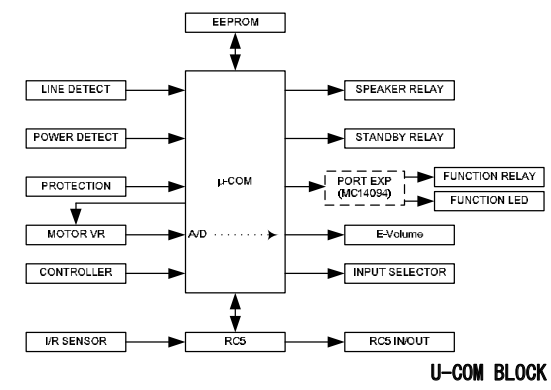 EEPROM
LINE DETECT
SPEAKER RELAY
POWER DETECT
STANDBY RELAY
PROTECTION
μ-COM
PORT EXP
(MC14094)
FUNCTION RELAY
FUNCTION LED
MOTOR VR
A/D
E-Volume
CONTROLLER
INPUT SELECTOR
I/R SENSOR
RC5
RC5 IN/OUT
U-COM BLOCK